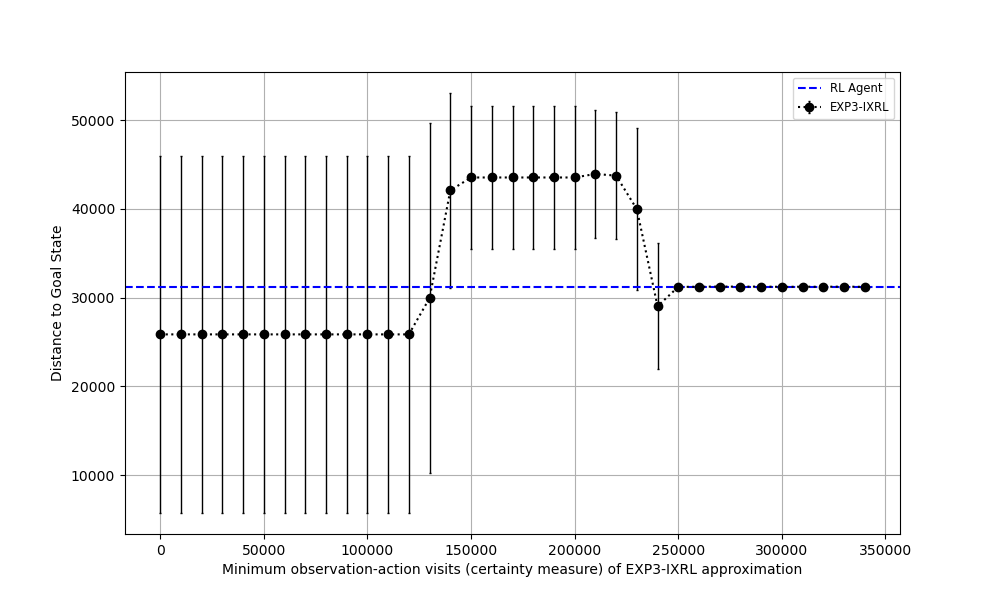 RL Agent
EXP3-IXRL
50000
40000
30000
20000
10000
Distance to Goal State
0 50000 100000 150000 200000 250000 300000 350000
Minimum observation-action visits (certainty measure) of EXP3-IXRL approximation